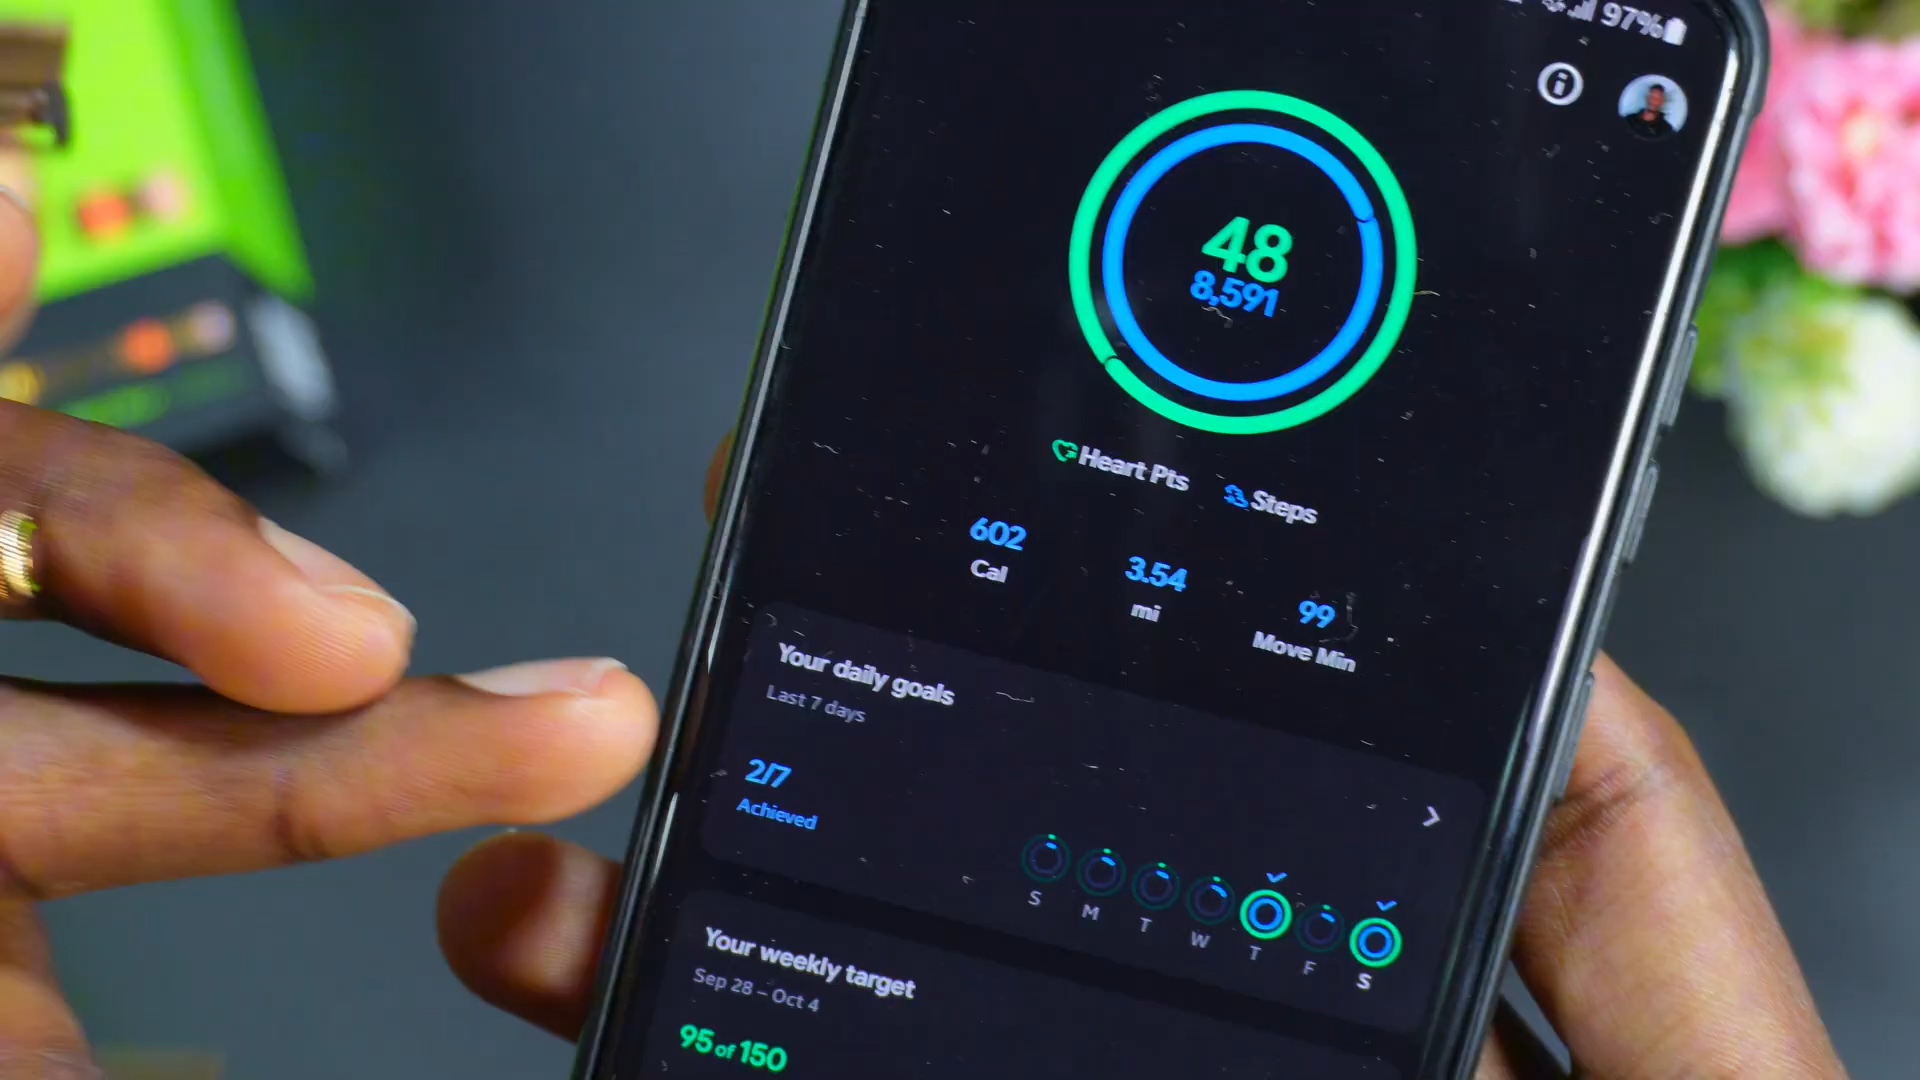 97%
48
8,591
Heart Pts Steps
602 3.54 99
Cal mi Move Min
Your daily goals
Last 7 days
2/7
Achieved
S M T W T F S
Your weekly target
Sep 28 – Oct 4
95 of 150